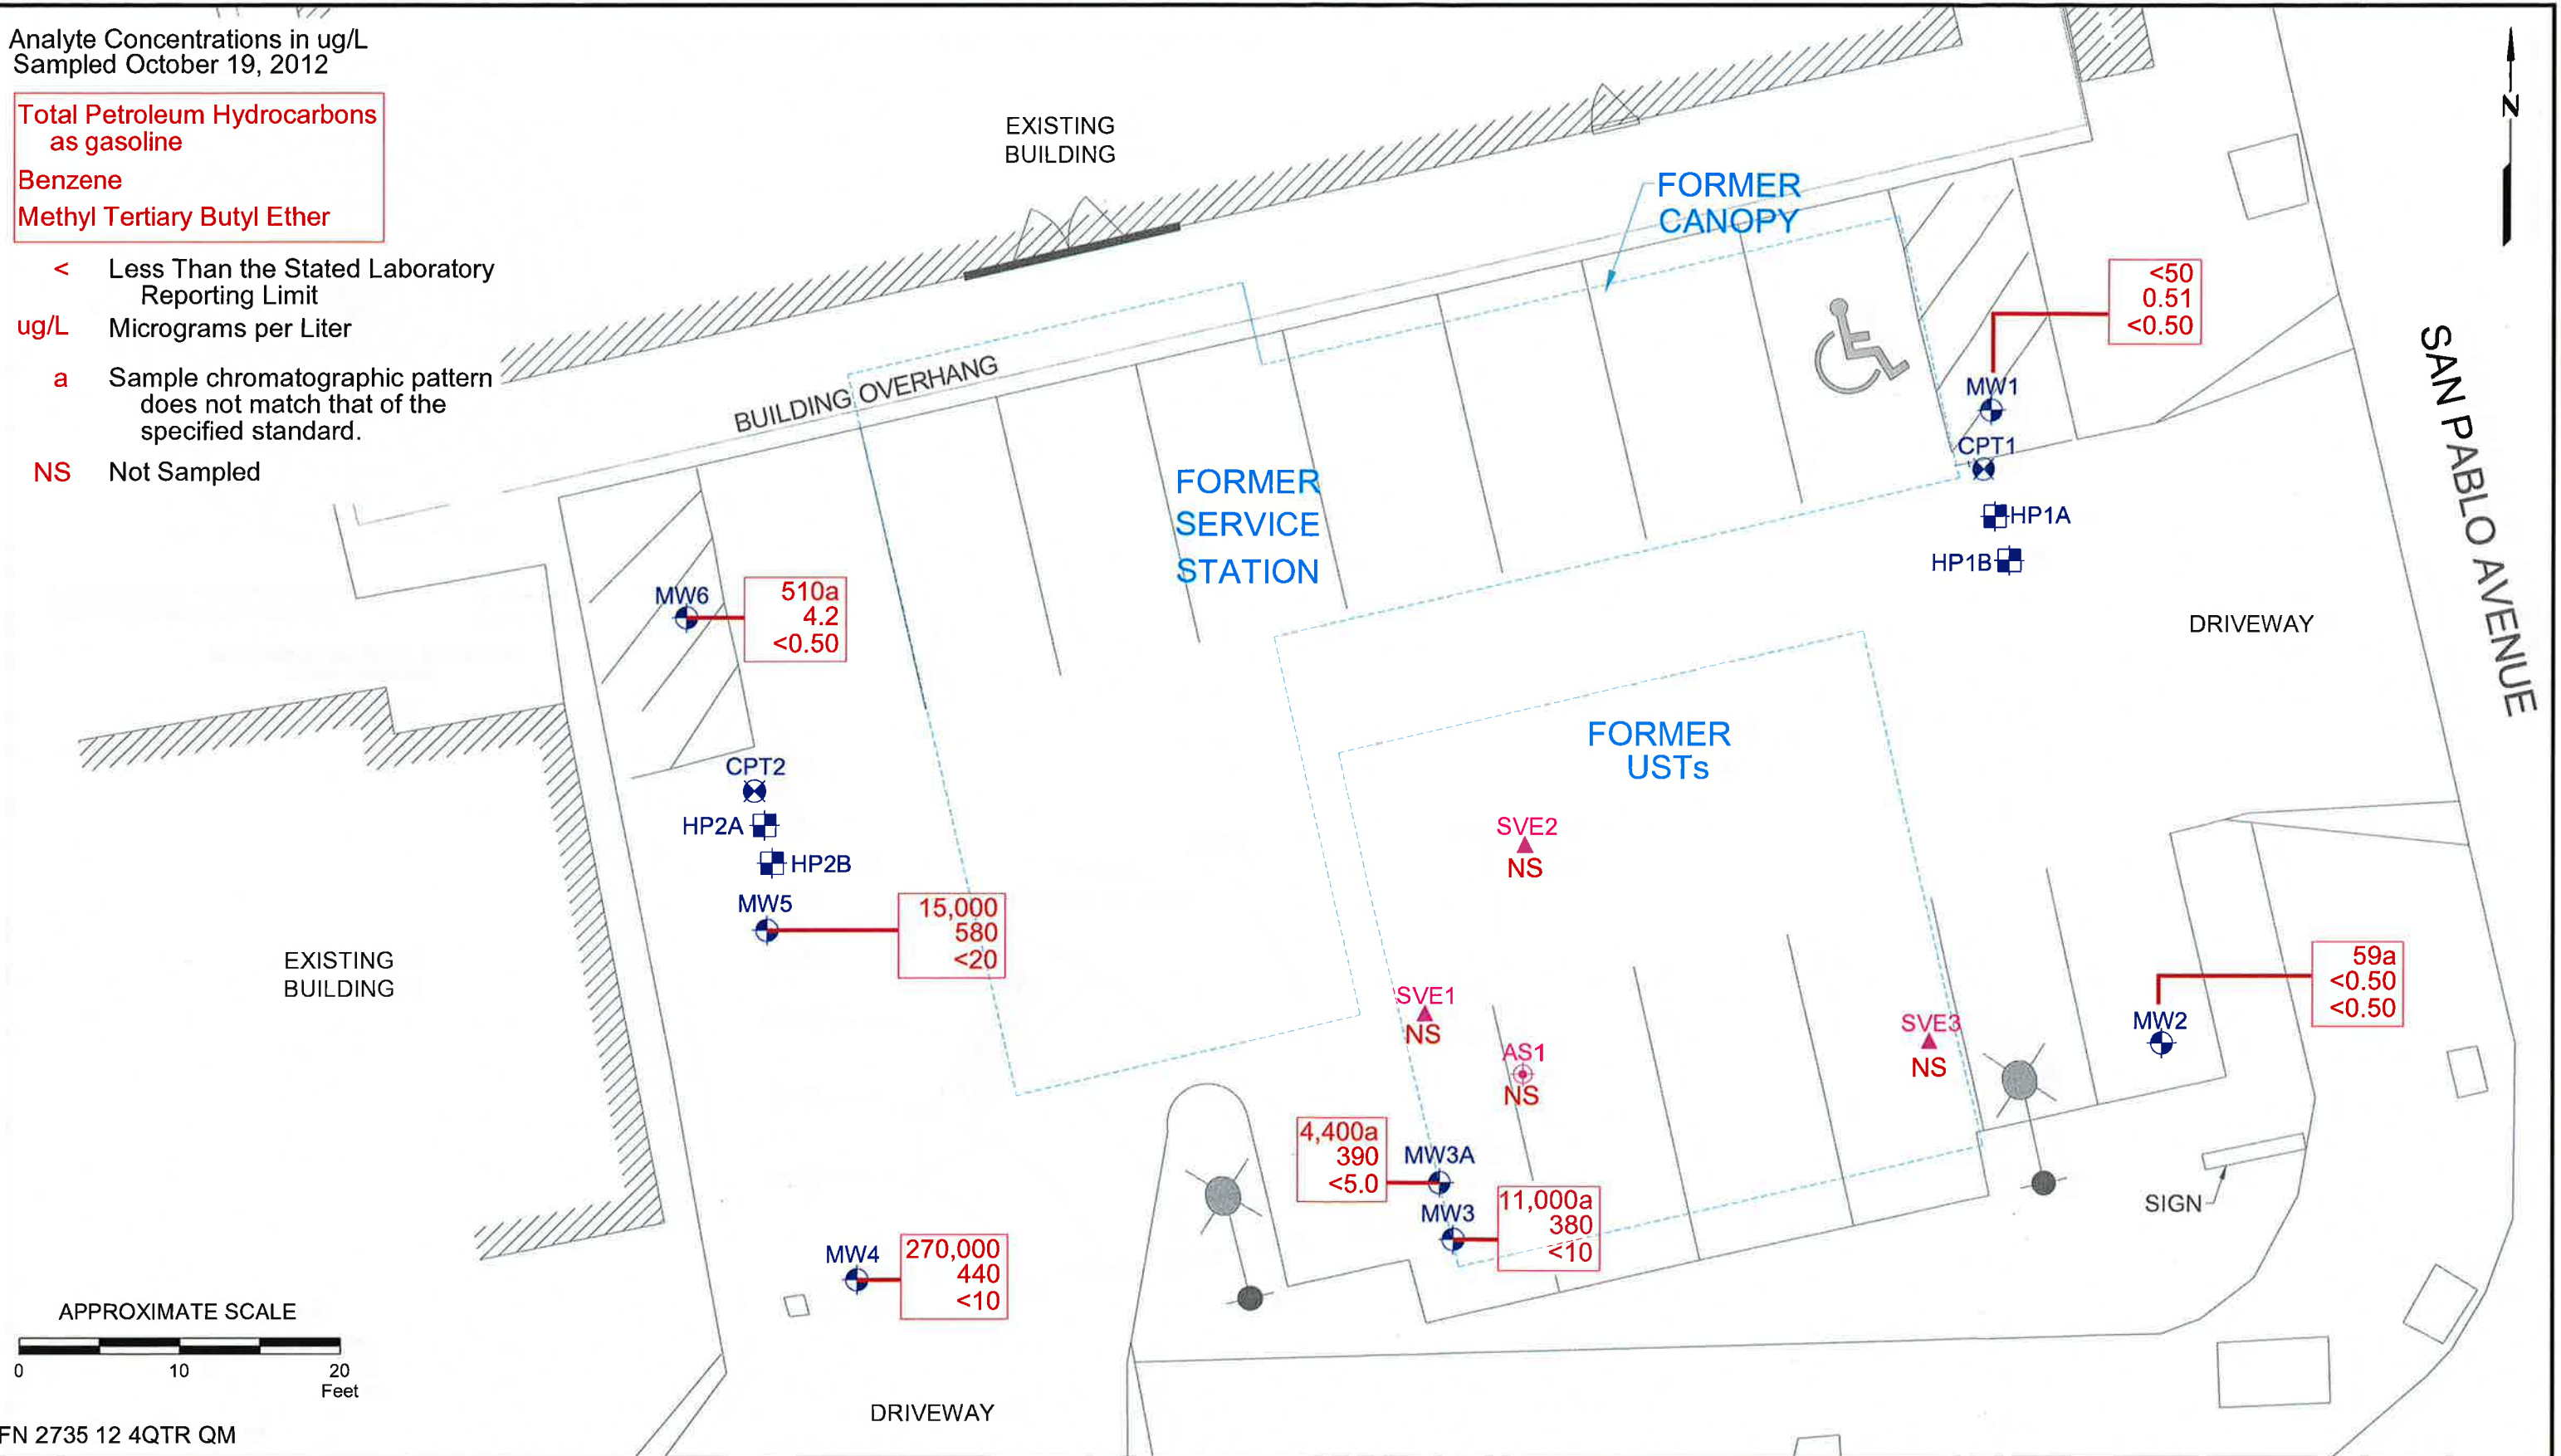 Analyte Concentrations in ug/L
Sampled October 19, 2012
Total Petroleum Hydrocarbons
as gasoline
Benzene
Methyl Tertiary Butyl Ether
< Less Than the Stated Laboratory
Reporting Limit
ug/L Micrograms per Liter
a Sample chromatographic pattern
does not match that of the
specified standard.
NS Not Sampled
EXISTING
BUILDING
FORMER
CANOPY
N
BUILDING OVERHANG
<50
0.51
<0.50
MW1
CPT1
HP1A
HP1B
SAN PABLO AVENUE
DRIVEWAY
FORMER
SERVICE
STATION
MW6
510a
4.2
<0.50
FORMER
USTs
CPT2
HP2A
HP2B
MW5
15,000
580
<20
SVE2
NS
EXISTING
BUILDING
SVE1
NS
AS1
NS
SVE3
NS
59a
<0.50
<0.50
MW2
4,400a
390
<5.0
MW3A
MW3
11,000a
380
<10
SIGN
MW4
270,000
440
<10
APPROXIMATE SCALE
0 10 20
Feet
DRIVEWAY
FN 2735 12 4QTR QM